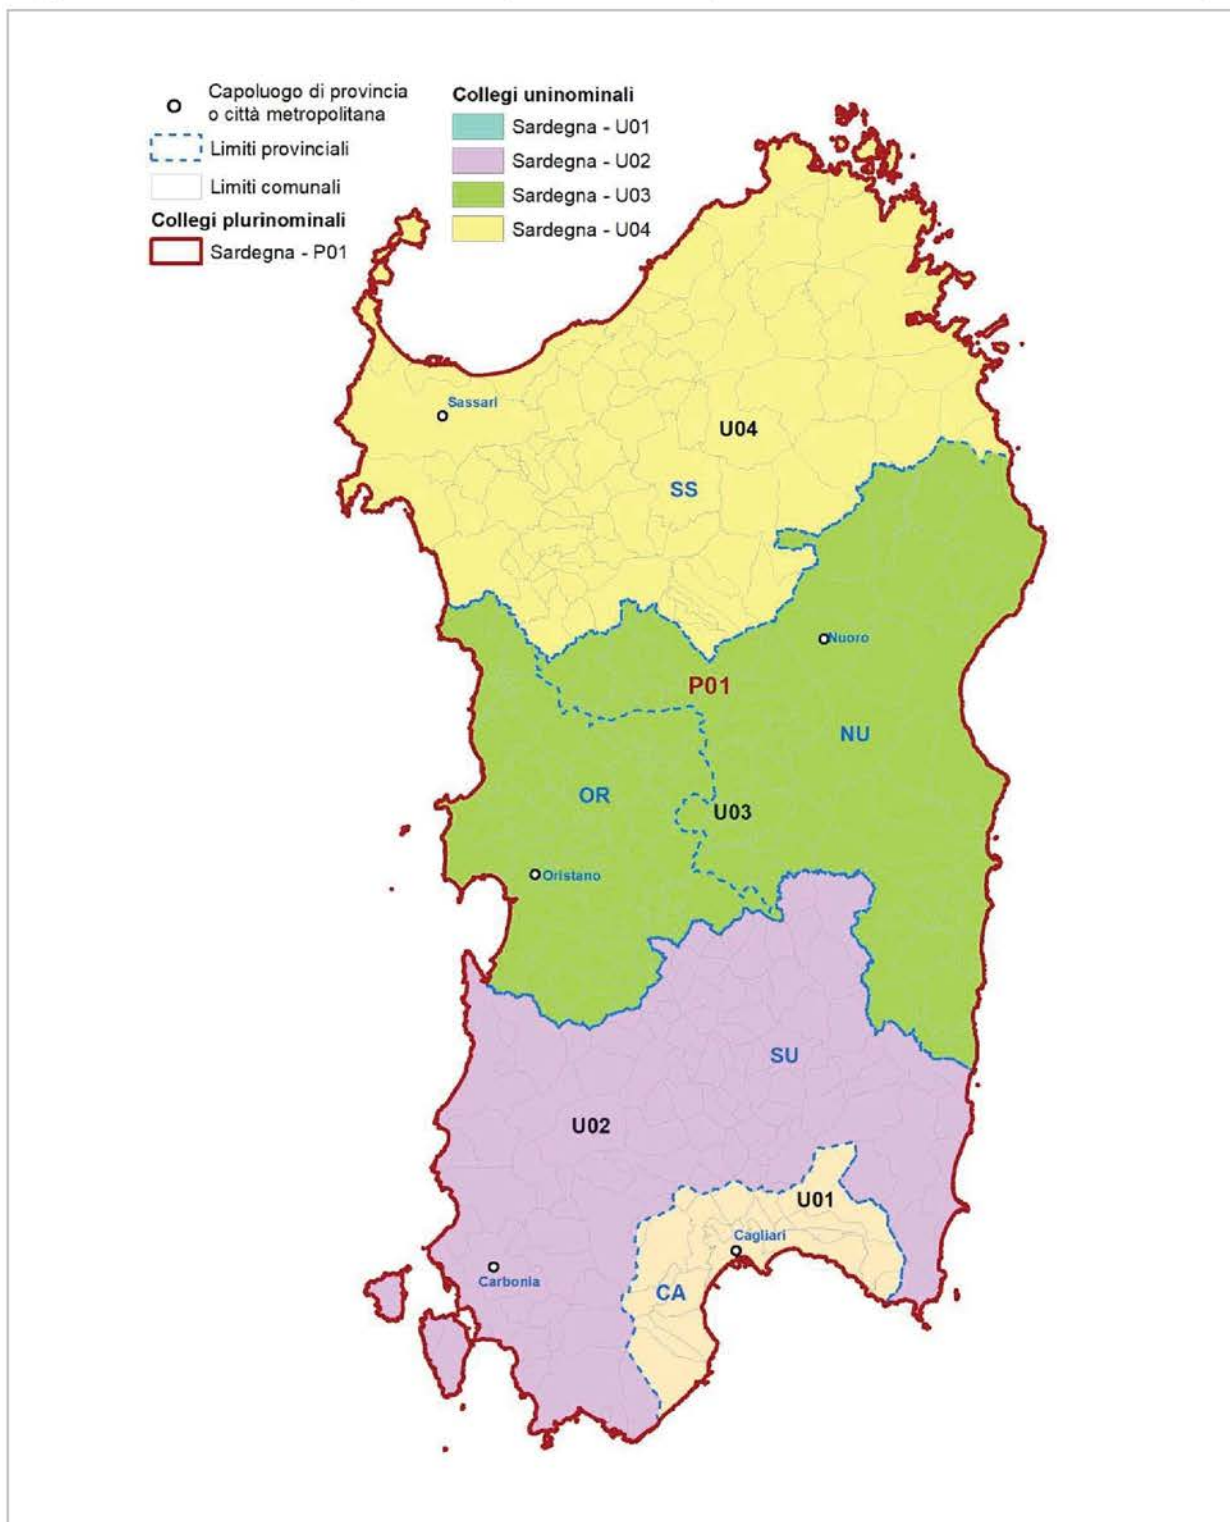 Capoluogo di provincia
o città metropolitana
Limiti provinciali
Limiti comunali
Collegi plurinominali
Sardegna - P01
Collegi uninominali
Sardegna - U01
Sardegna - U02
Sardegna - U03
Sardegna - U04
Sassari
U04
SS
Nuoro
P01
NU
OR
U03
Oristano
SU
U02
U01
Cagliari
Carbonia
CA